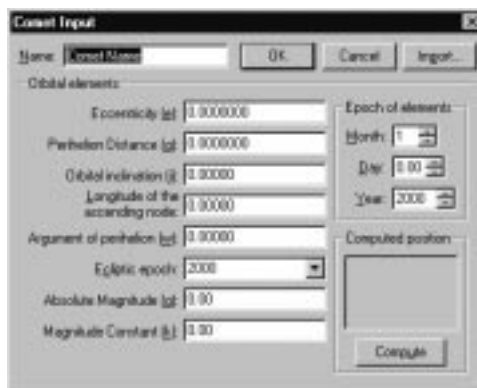 Comet Input
Name: Comet Name OK Cancel Import...
Orbital elements
Eccentricity [e]: 0.0000000
Perihelion Distance [q]: 0.0000000
Orbital inclination [i]: 0.00000
Longitude of the
ascending node: 0.00000
Argument of perihelion [w]: 0.00000
Ecliptic epoch: 2000
Absolute Magnitude [g]: 0.00
Magnitude Constant [k]: 0.00
Epoch of elements
Month: 1
Day: 0.00
Year: 2000
Computed position
Compute